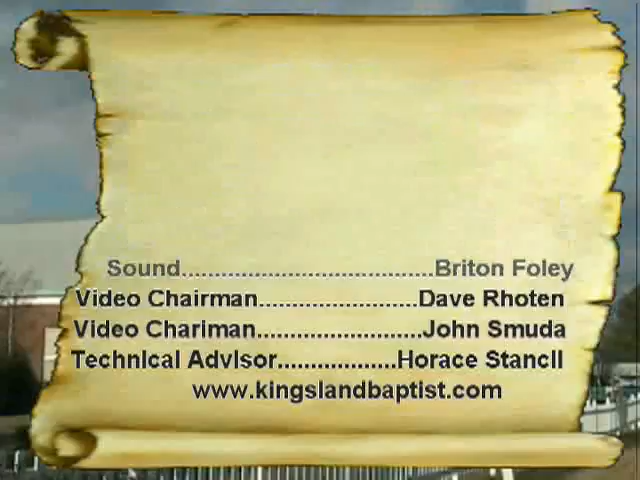 Sound....................................Briton Foley
Video Chairman.......................Dave Rhoten
Video Chariman........................John Smuda
Technical Advisor.................Horace Stancil
www.kingslandbaptist.com